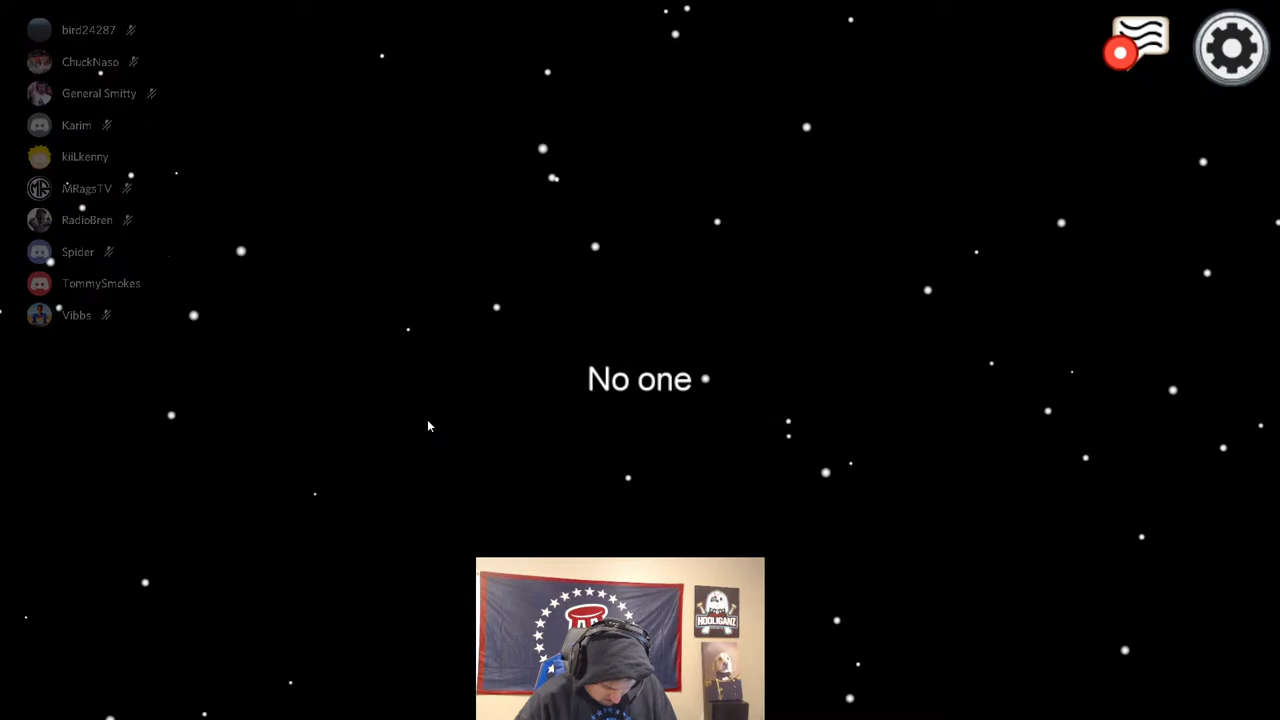 bird24287
ChuckNaso
General Smitty
Karim
kiiLkenny
MRagsTV
RadioBren
Spider
TommySmokes
Vibbs
No one
HOOLIGANZ